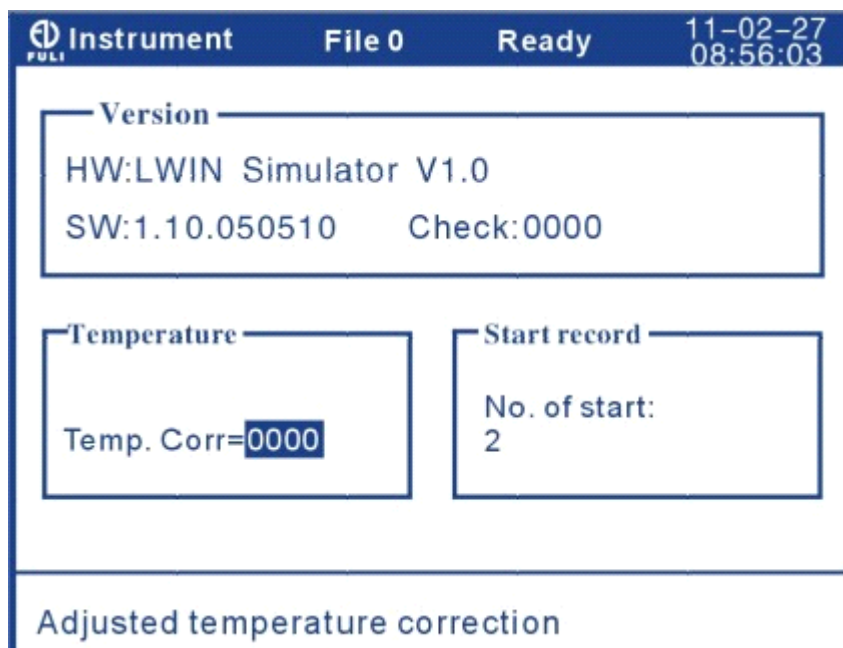 FULI Instrument File 0 Ready 11-02-27
08:56:03
Version
HW:LWIN Simulator V1.0
SW:1.10.050510 Check:0000
Temperature
Temp. Corr=0000
Start record
No. of start:
2
Adjusted temperature correction